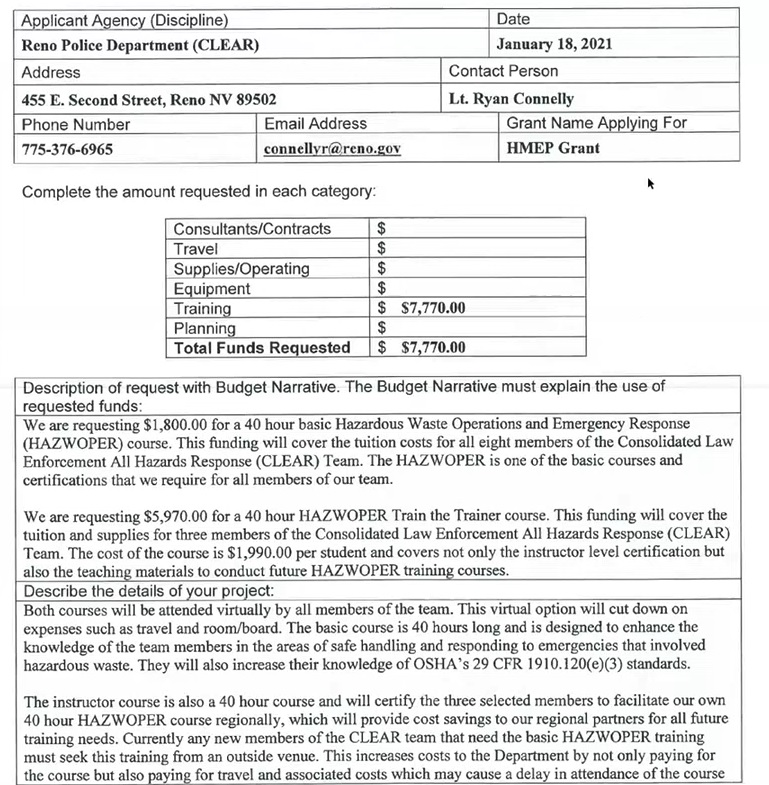 Applicant Agency (Discipline) Date
Reno Police Department (CLEAR) January 18, 2021
Address Contact Person
455 E. Second Street, Reno NV 89502 Lt. Ryan Connelly
Phone Number Email Address Grant Name Applying For
775-376-6965 connellyr@reno.gov HMEP Grant
Complete the amount requested in each category:
Consultants/Contracts $
Travel $
Supplies/Operating $
Equipment $
Training $ $7,770.00
Planning $
Total Funds Requested $ $7,770.00
Description of request with Budget Narrative. The Budget Narrative must explain the use of
requested funds:
We are requesting $1,800.00 for a 40 hour basic Hazardous Waste Operations and Emergency Response
(HAZWOPER) course. This funding will cover the tuition costs for all eight members of the Consolidated Law
Enforcement All Hazards Response (CLEAR) Team. The HAZWOPER is one of the basic courses and
certifications that we require for all members of our team.
We are requesting $5,970.00 for a 40 hour HAZWOPER Train the Trainer course. This funding will cover the
tuition and supplies for three members of the Consolidated Law Enforcement All Hazards Response (CLEAR)
Team. The cost of the course is $1,990.00 per student and covers not only the instructor level certification but
also the teaching materials to conduct future HAZWOPER training courses.
Describe the details of your project:
Both courses will be attended virtually by all members of the team. This virtual option will cut down on
expenses such as travel and room/board. The basic course is 40 hours long and is designed to enhance the
knowledge of the team members in the areas of safe handling and responding to emergencies that involved
hazardous waste. They will also increase their knowledge of OSHA's 29 CFR 1910.120(e)(3) standards.
The instructor course is also a 40 hour course and will certify the three selected members to facilitate our own
40 hour HAZWOPER course regionally, which will provide cost savings to our regional partners for all future
training needs. Currently any new members of the CLEAR team that need the basic HAZWOPER training
must seek this training from an outside venue. This increases costs to the Department by not only paying for
the course but also paying for travel and associated costs which may cause a delay in attendance of the course